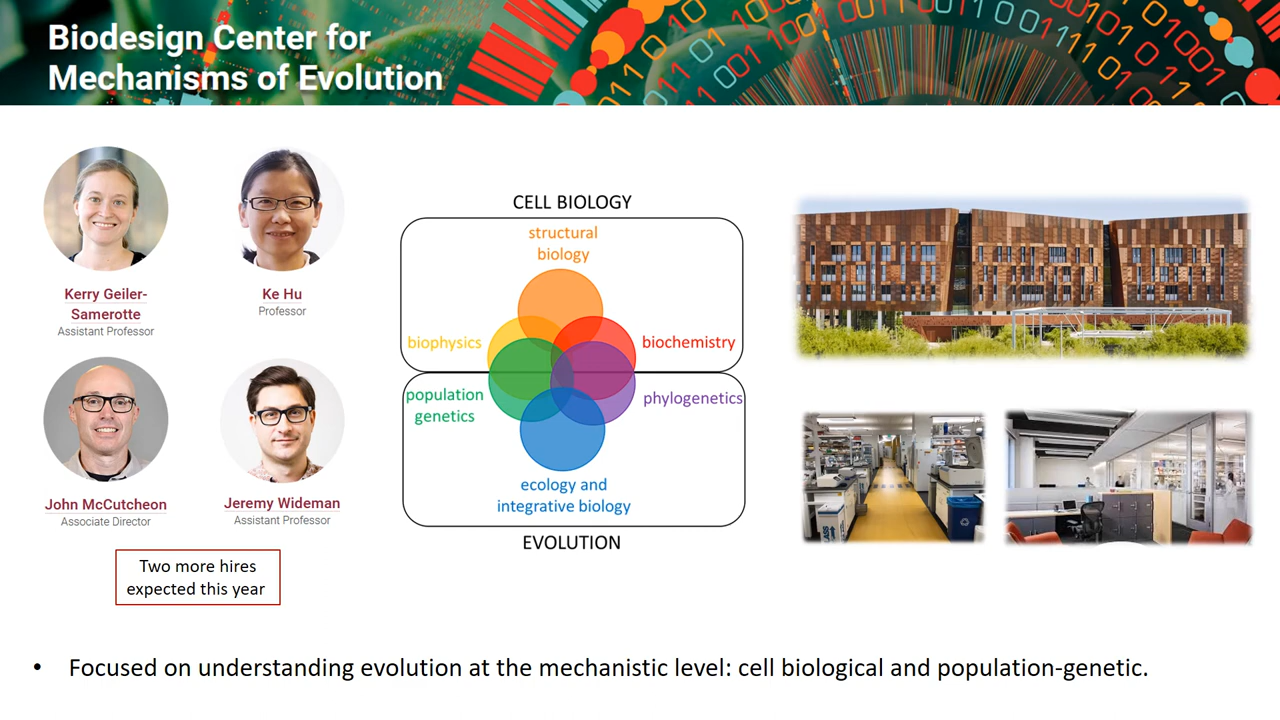 Biodesign Center for
Mechanisms of Evolution
Kerry Geiler-
Samerotte
Assistant Professor
Ke Hu
Professor
John McCutcheon
Associate Director
Jeremy Wideman
Assistant Professor
Two more hires
expected this year
CELL BIOLOGY
structural
biology
biophysics
biochemistry
population
genetics
phylogenetics
ecology and
integrative biology
EVOLUTION
• Focused on understanding evolution at the mechanistic level: cell biological and population-genetic.